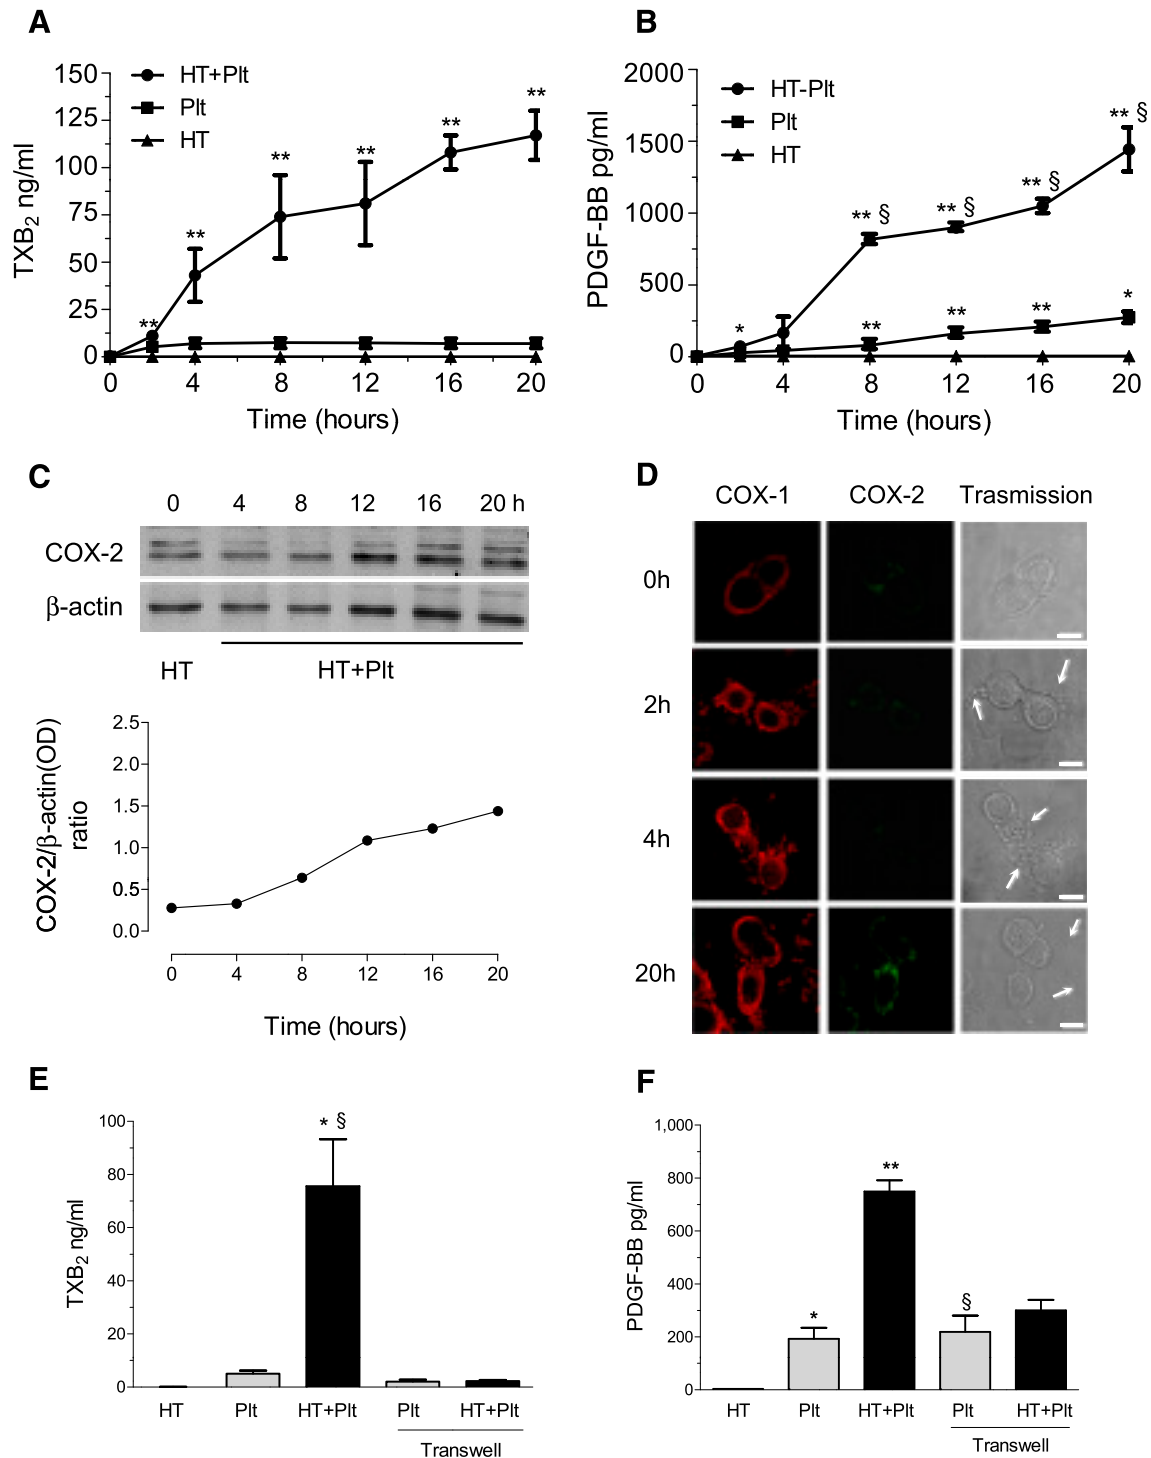 A
HT+Plt
Plt
HT
TXB2 ng/ml
150
125
100
75
50
25
0
** ** ** ** ** **
0 4 8 12 16 20
Time (hours)
B
HT-Plt
Plt
HT
PDGF-BB pg/ml
2000
1500
1000
500
0
* ** § ** § ** § ** §
** ** ** *
0 4 8 12 16 20
Time (hours)
C
0 4 8 12 16 20 h
COX-2
β-actin
HT HT+Plt
COX-2/β-actin(OD)
ratio
2.5
2.0
1.5
1.0
0.5
0.0
0 4 8 12 16 20
Time (hours)
D
COX-1 COX-2 Trasmission
0h
2h
4h
20h
E
TXB2 ng/ml
100
80
60
40
20
0
* §
HT Plt HT+Plt Plt HT+Plt
Transwell
F
PDGF-BB pg/ml
1,000
800
600
400
200
0
* ** §
HT Plt HT+Plt Plt HT+Plt
Transwell